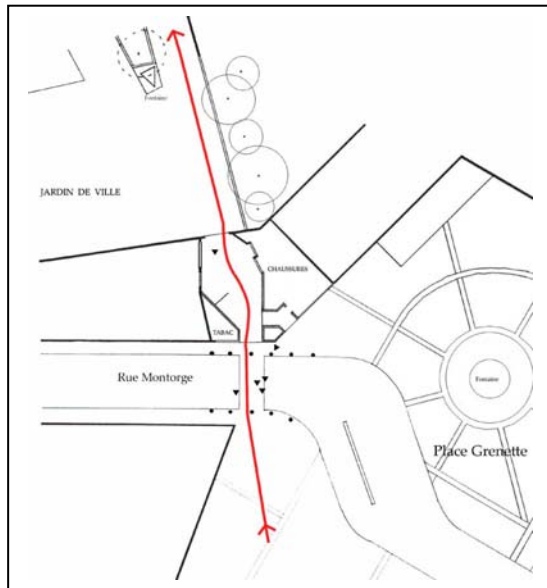 Fontaine
JARDIN DE VILLE
CHAUSSURES
TABAC
Rue Montorge
Fontaine
Place Grenette